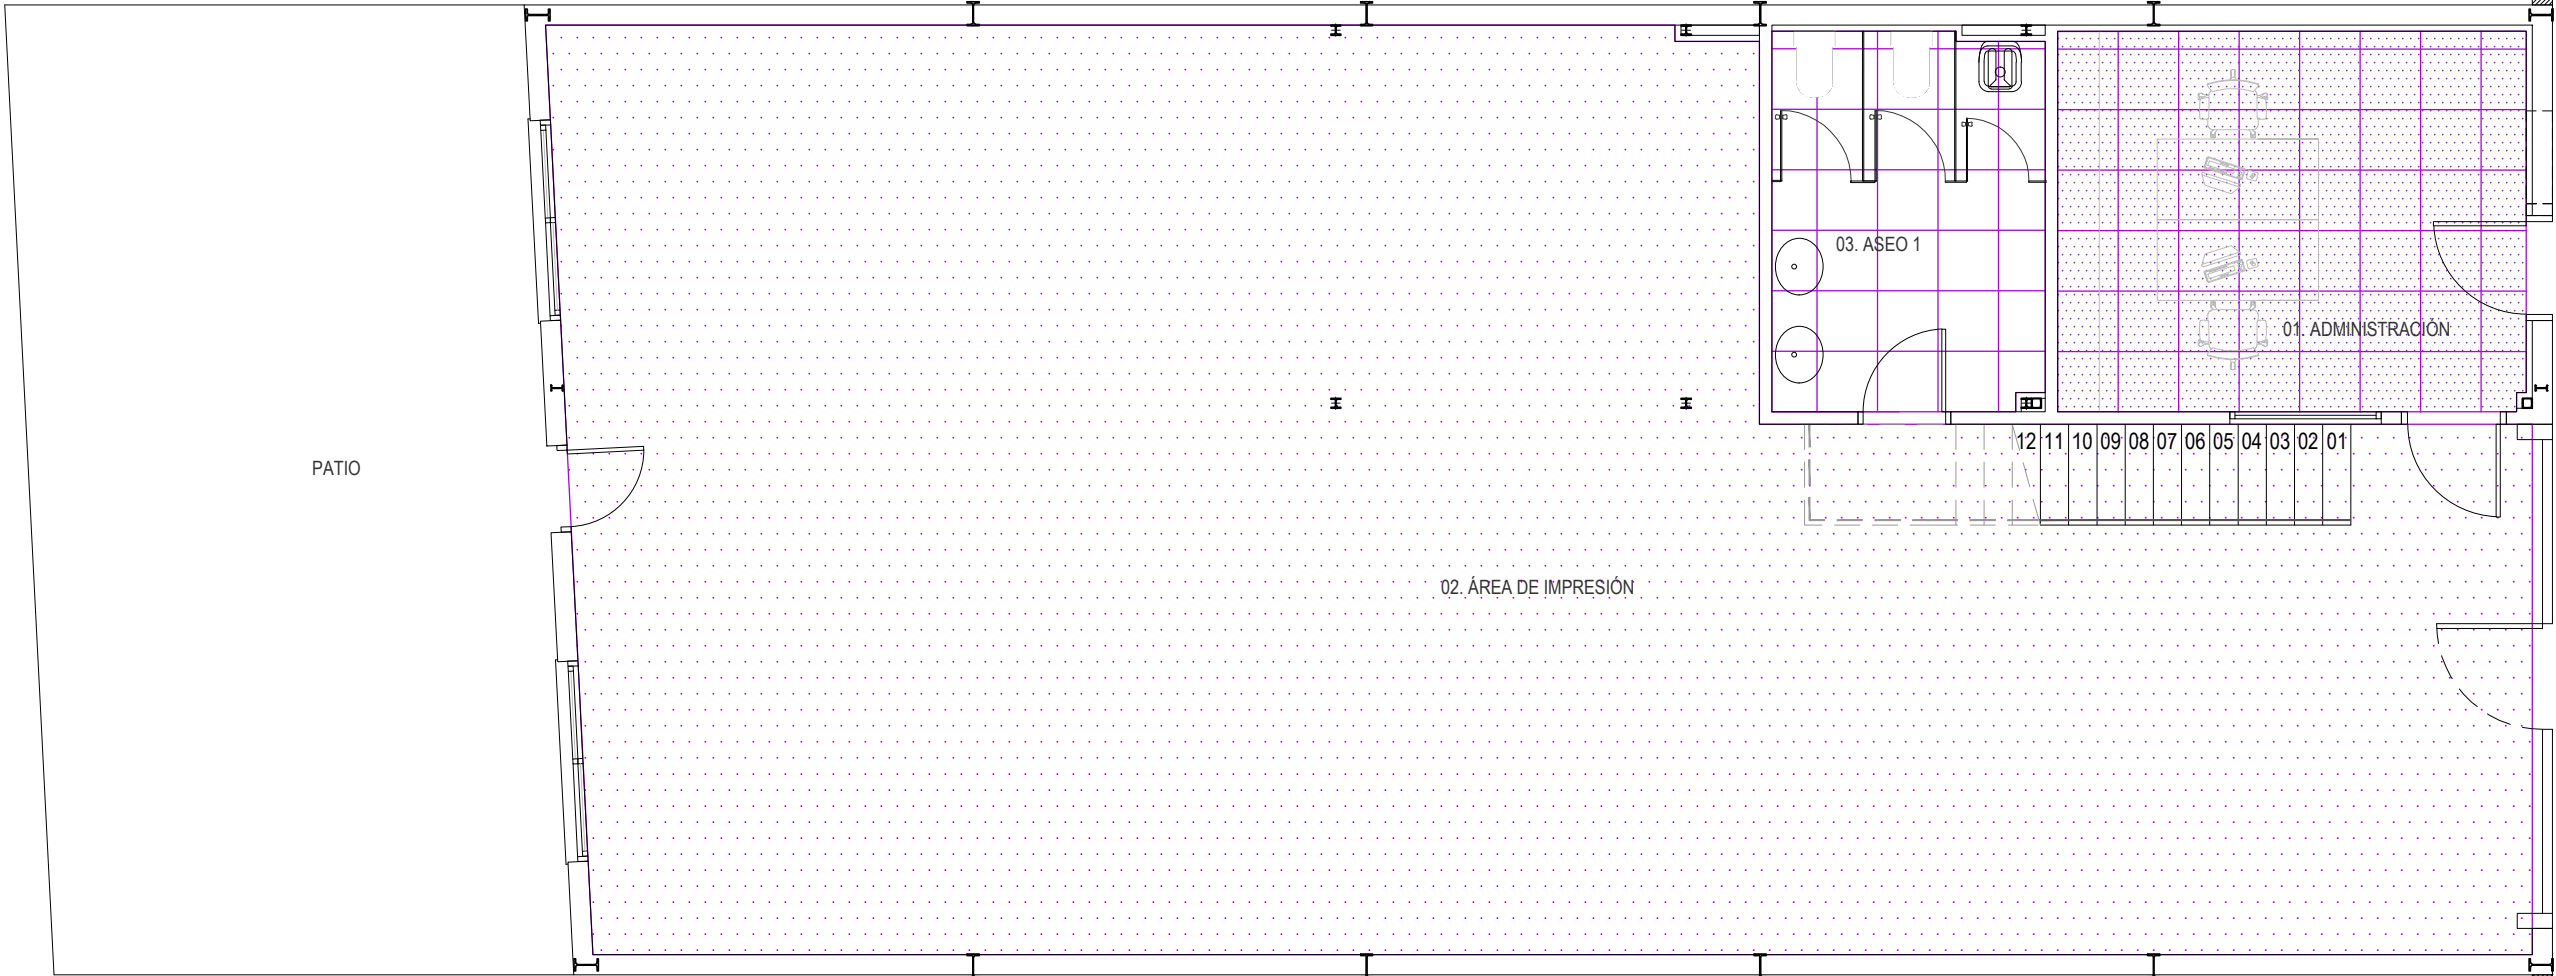 03. ASEO 1
01. ADMINISTRACIÓN
12 11 10 09 08 07 06 05 04 03 02 01
PATIO
02. ÁREA DE IMPRESIÓN